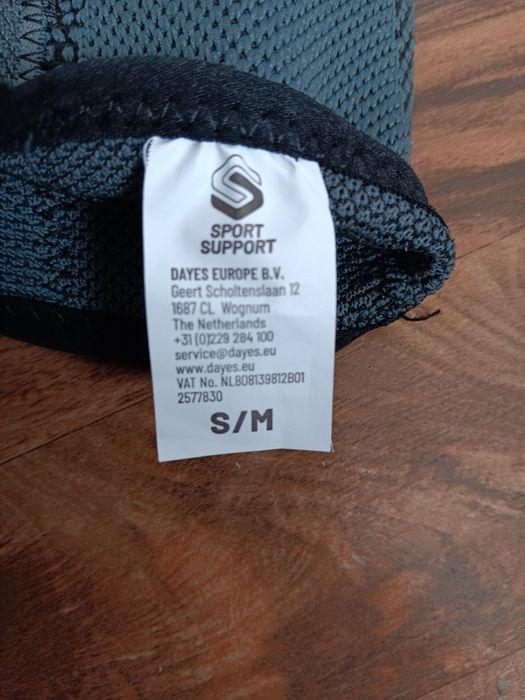 SPORT
SUPPORT
DAYES EUROPE B.V.
Geert Scholtenslaan 12
1687 CL Wognum
The Netherlands
+31 (0)229 284 100
service@dayes.eu
www.dayes.eu
VAT No. NL808139812B01
2577830
S/M